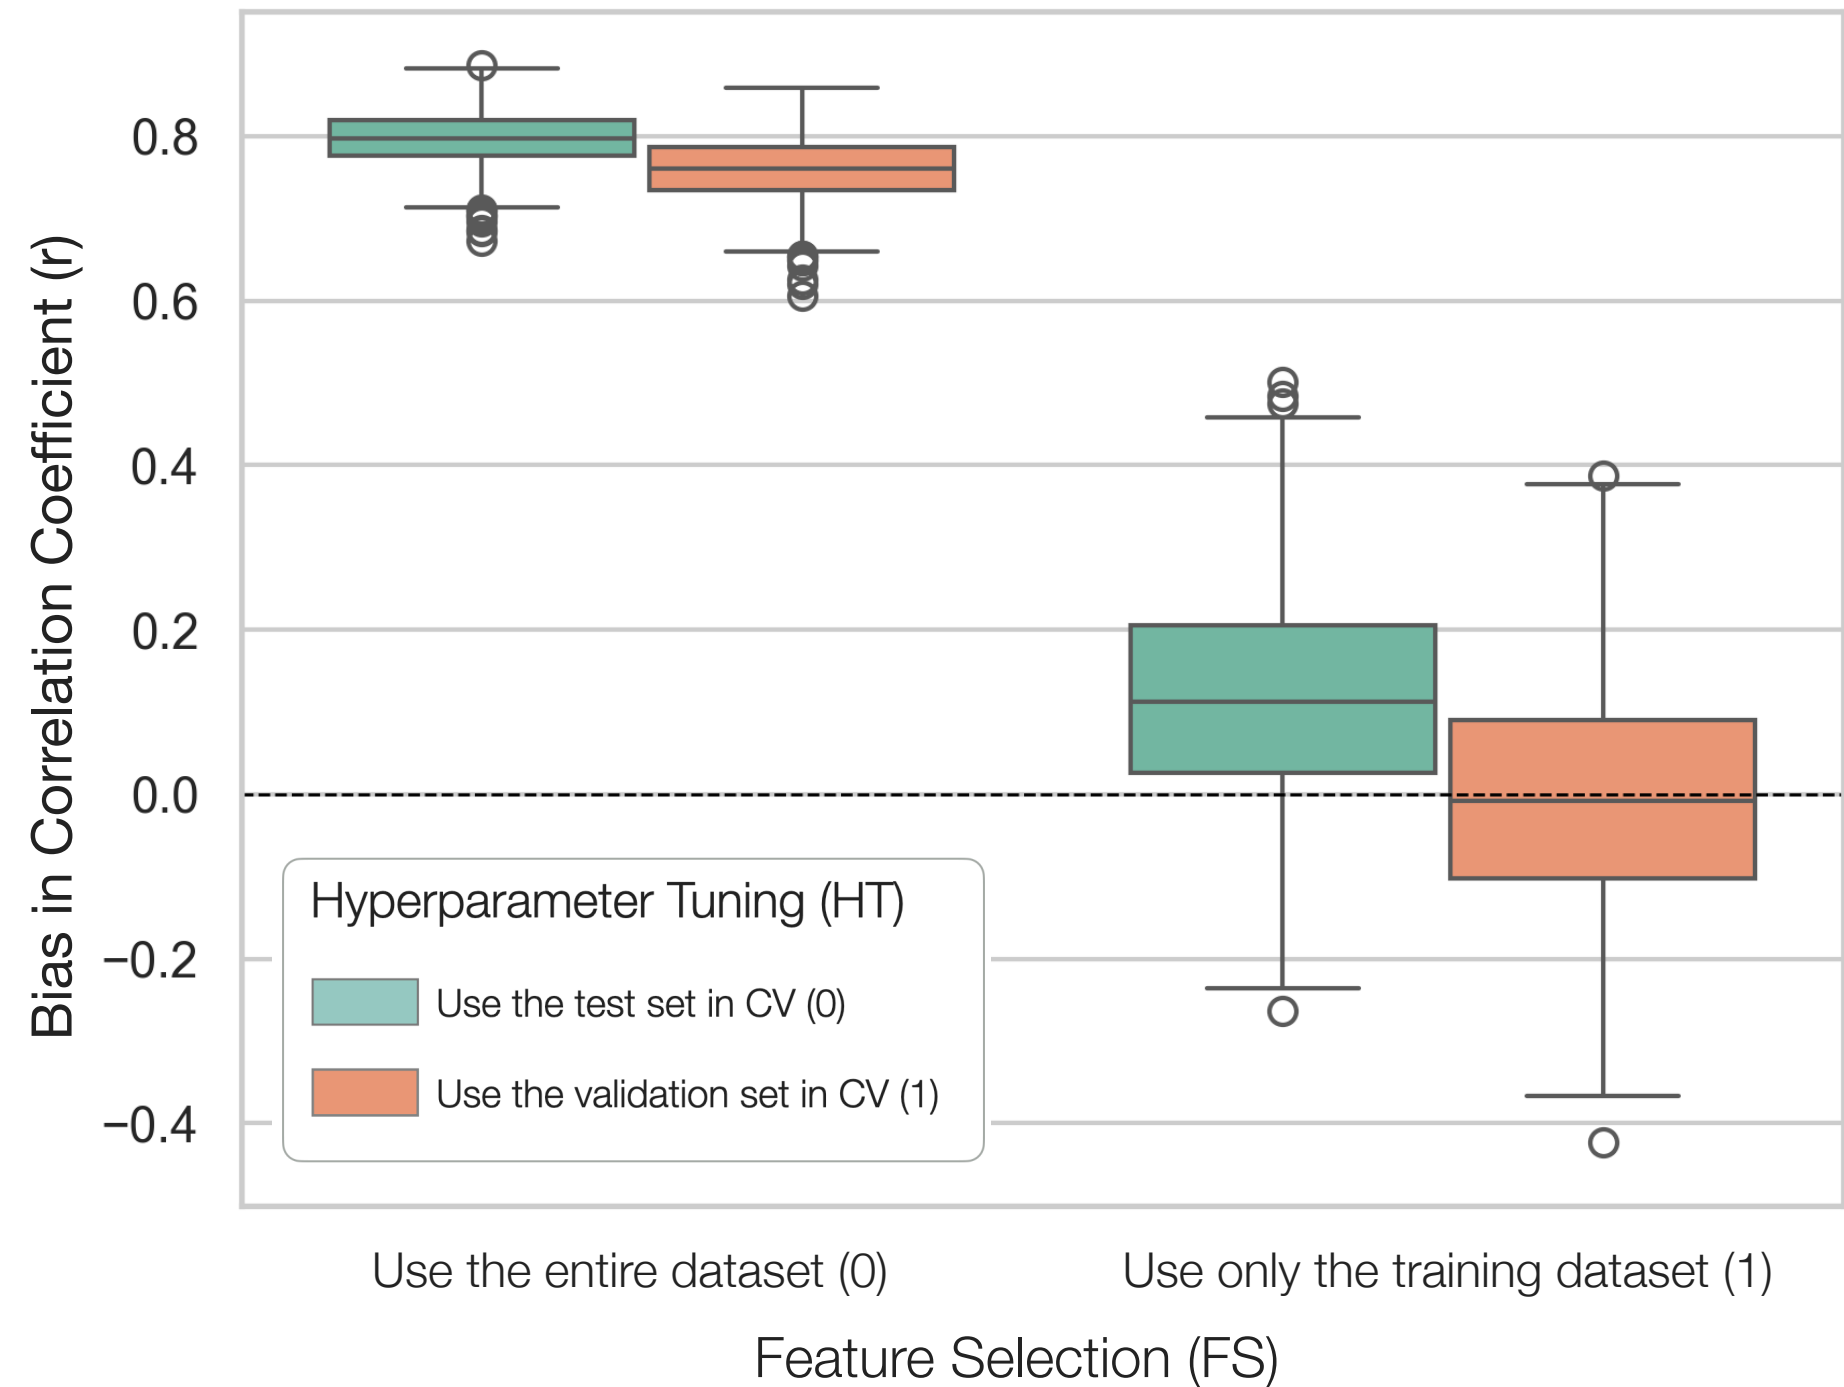 Bias in Correlation Coefficient (r)
0.8
0.6
0.4
0.2
0.0
−0.2
−0.4
Hyperparameter Tuning (HT)
Use the test set in CV (0)
Use the validation set in CV (1)
Use the entire dataset (0)
Use only the training dataset (1)
Feature Selection (FS)